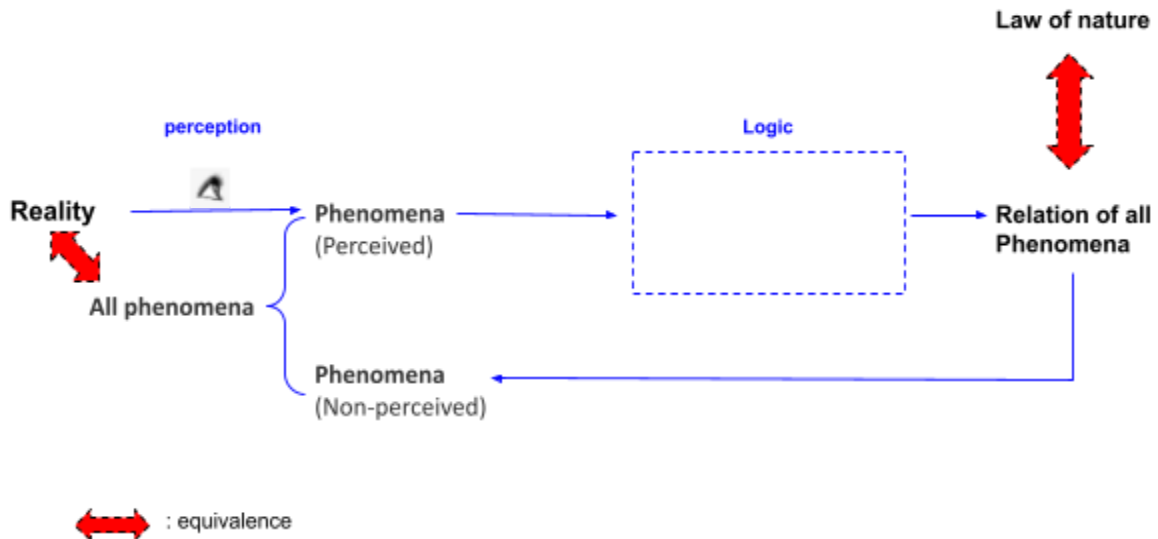 Law of nature
perception
Logic
Reality
Phenomena
(Perceived)
Relation of all
Phenomena
All phenomena
Phenomena
(Non-perceived)
: equivalence